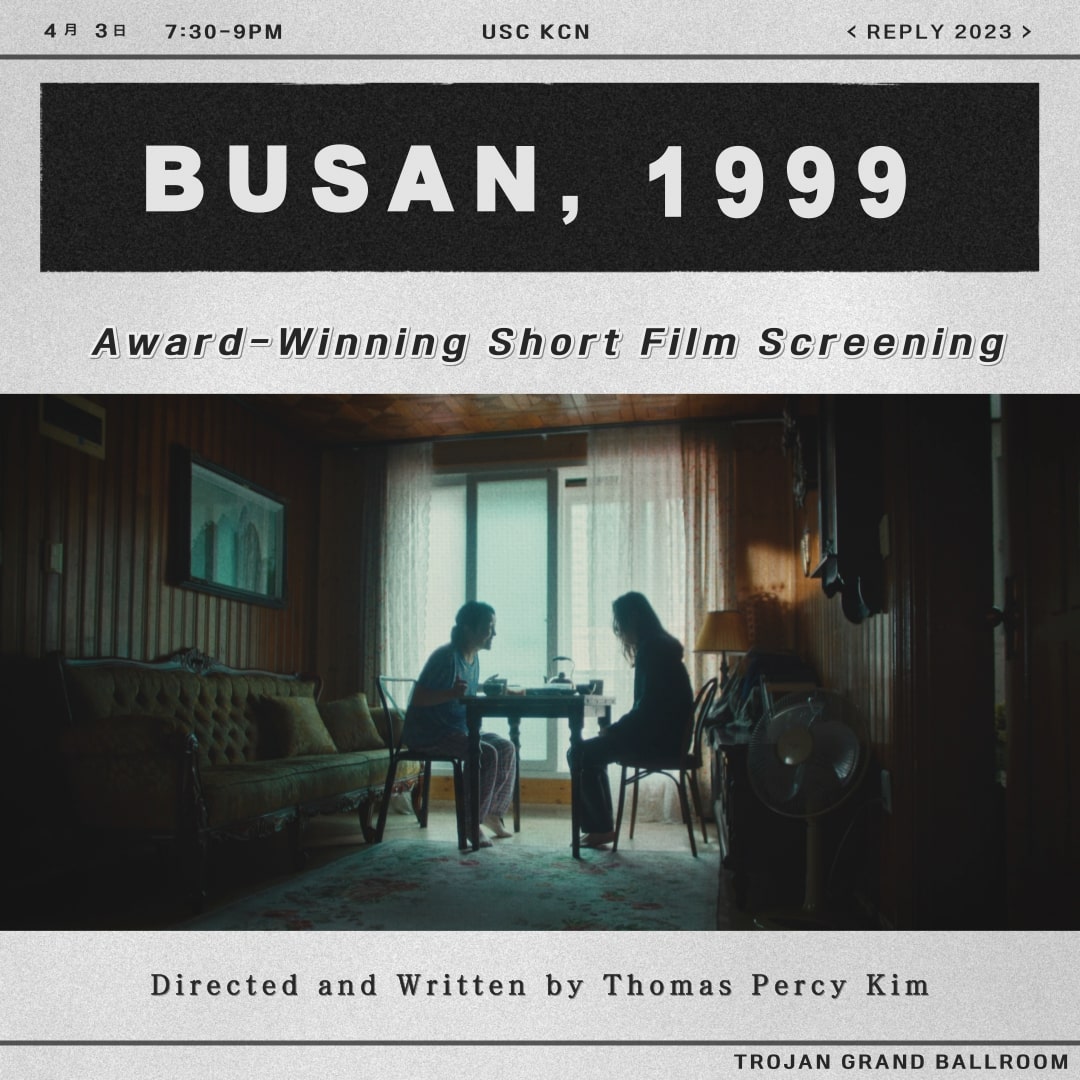 4月 3日 7:30-9PM
USC KCN
< REPLY 2023 >
BUSAN, 1999
Award-Winning Short Film Screening
Directed and Written by Thomas Percy Kim
TROJAN GRAND BALLROOM